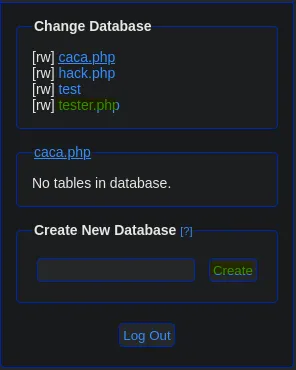 Change Database
[rw] caca.php
[rw] hack.php
[rw] test
[rw] tester.php
caca.php
No tables in database.
Create New Database [?]
Create
Log Out